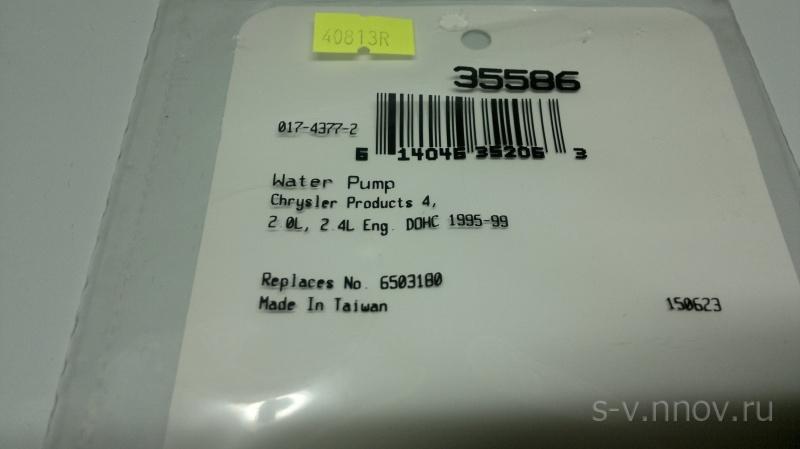 40813R
35586
017-4377-2
6 14046 35206 3
Water Pump
Chrysler Products 4,
2.0L, 2.4L Eng. DOHC 1995-99
Replaces No. 6503180
Made In Taiwan
150623
s-v.nnov.ru